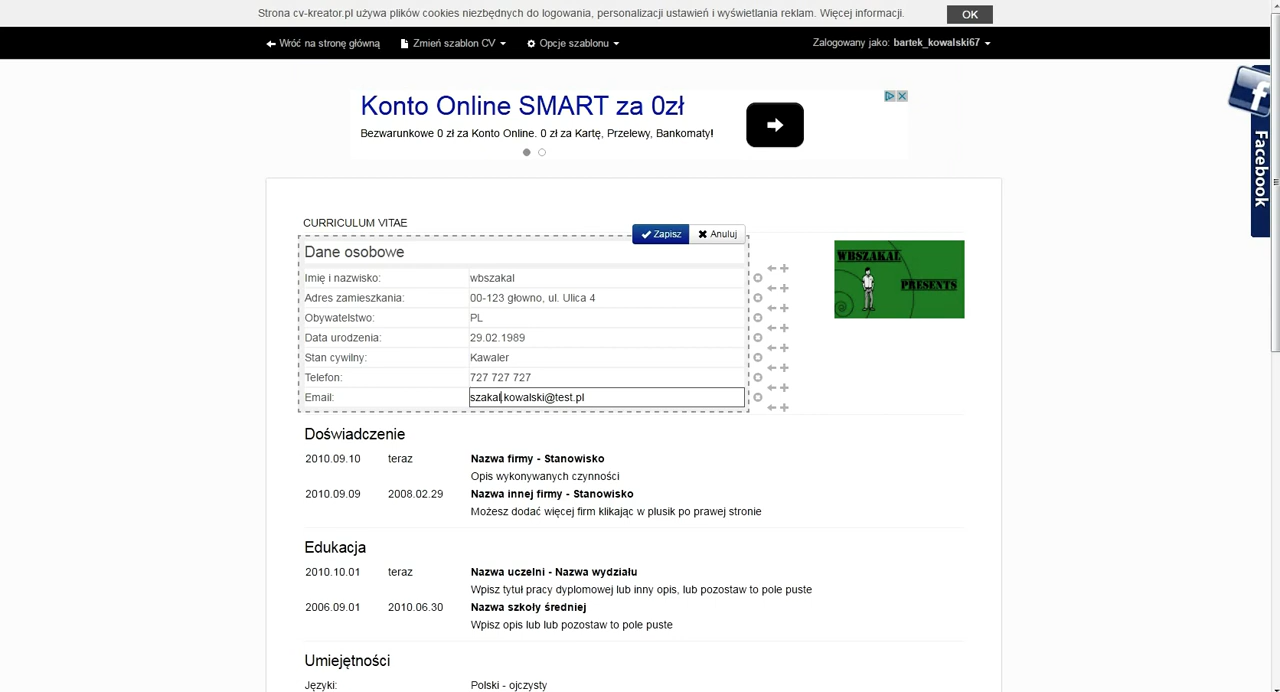 Strona cv-kreator.pl używa plików cookies niezbędnych do logowania, personalizacji ustawień i wyświetlania reklam. Więcej informacji. OK
Wróć na stronę główną Zmień szablon CV Opcje szablonu Zalogowany jako: bartek_kowalski67
Konto Online SMART za 0zł
Bezwarunkowe 0 zł za Konto Online. 0 zł za Kartę, Przelewy, Bankomaty!
Facebook
CURRICULUM VITAE
Zapisz Anuluj
Dane osobowe
WBSZAKAL
PRESENTS
Imię i nazwisko: wbszakal
Adres zamieszkania: 00-123 głowno, ul. Ulica 4
Obywatelstwo: PL
Data urodzenia: 29.02.1989
Stan cywilny: Kawaler
Telefon: 727 727 727
Email: szakal.kowalski@test.pl
Doświadczenie
2010.09.10 teraz Nazwa firmy - Stanowisko
Opis wykonywanych czynności
2010.09.09 2008.02.29 Nazwa innej firmy - Stanowisko
Możesz dodać więcej firm klikając w plusik po prawej stronie
Edukacja
2010.10.01 teraz Nazwa uczelni - Nazwa wydziału
Wpisz tytuł pracy dyplomowej lub inny opis, lub pozostaw to pole puste
2006.09.01 2010.06.30 Nazwa szkoły średniej
Wpisz opis lub lub pozostaw to pole puste
Umiejętności
Języki: Polski - ojczysty